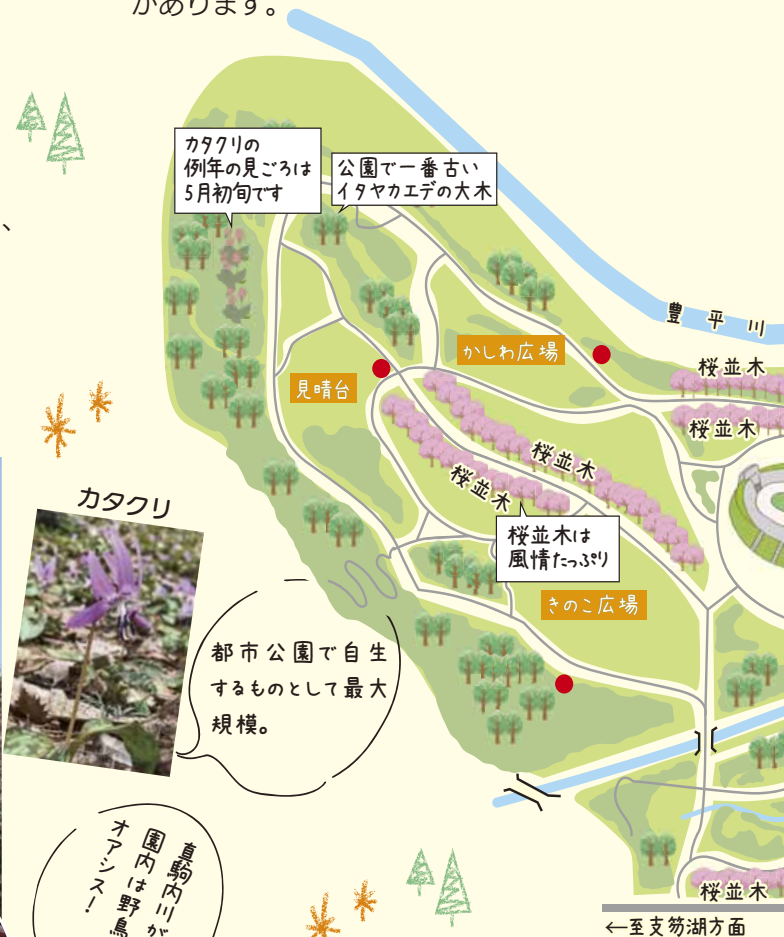 があります。
、
カタクリの
例年の見ごろは
5月初旬です
公園で一番古い
イタヤカエデの大木
豊平川
かしわ広場
桜並木
見晴台
桜並木
桜並木
桜並木
カタクリ
桜並木は
風情たっぷり
きのこ広場
都市公園で自生
するものとして最大
規模。
真駒内川が
園内は野鳥
オアシス!
桜並木
←至支笏湖方面